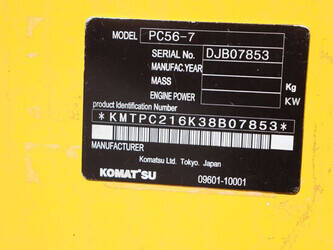 MODEL PC56-7
SERIAL No. DJB07853
MANUFAC.YEAR
MASS Kg
ENGINE POWER KW
product Identification Number
*KMTPC216K38B07853*
MANUFACTURER
Komatsu Ltd. Tokyo, Japan
KOMATSU 09601-10001